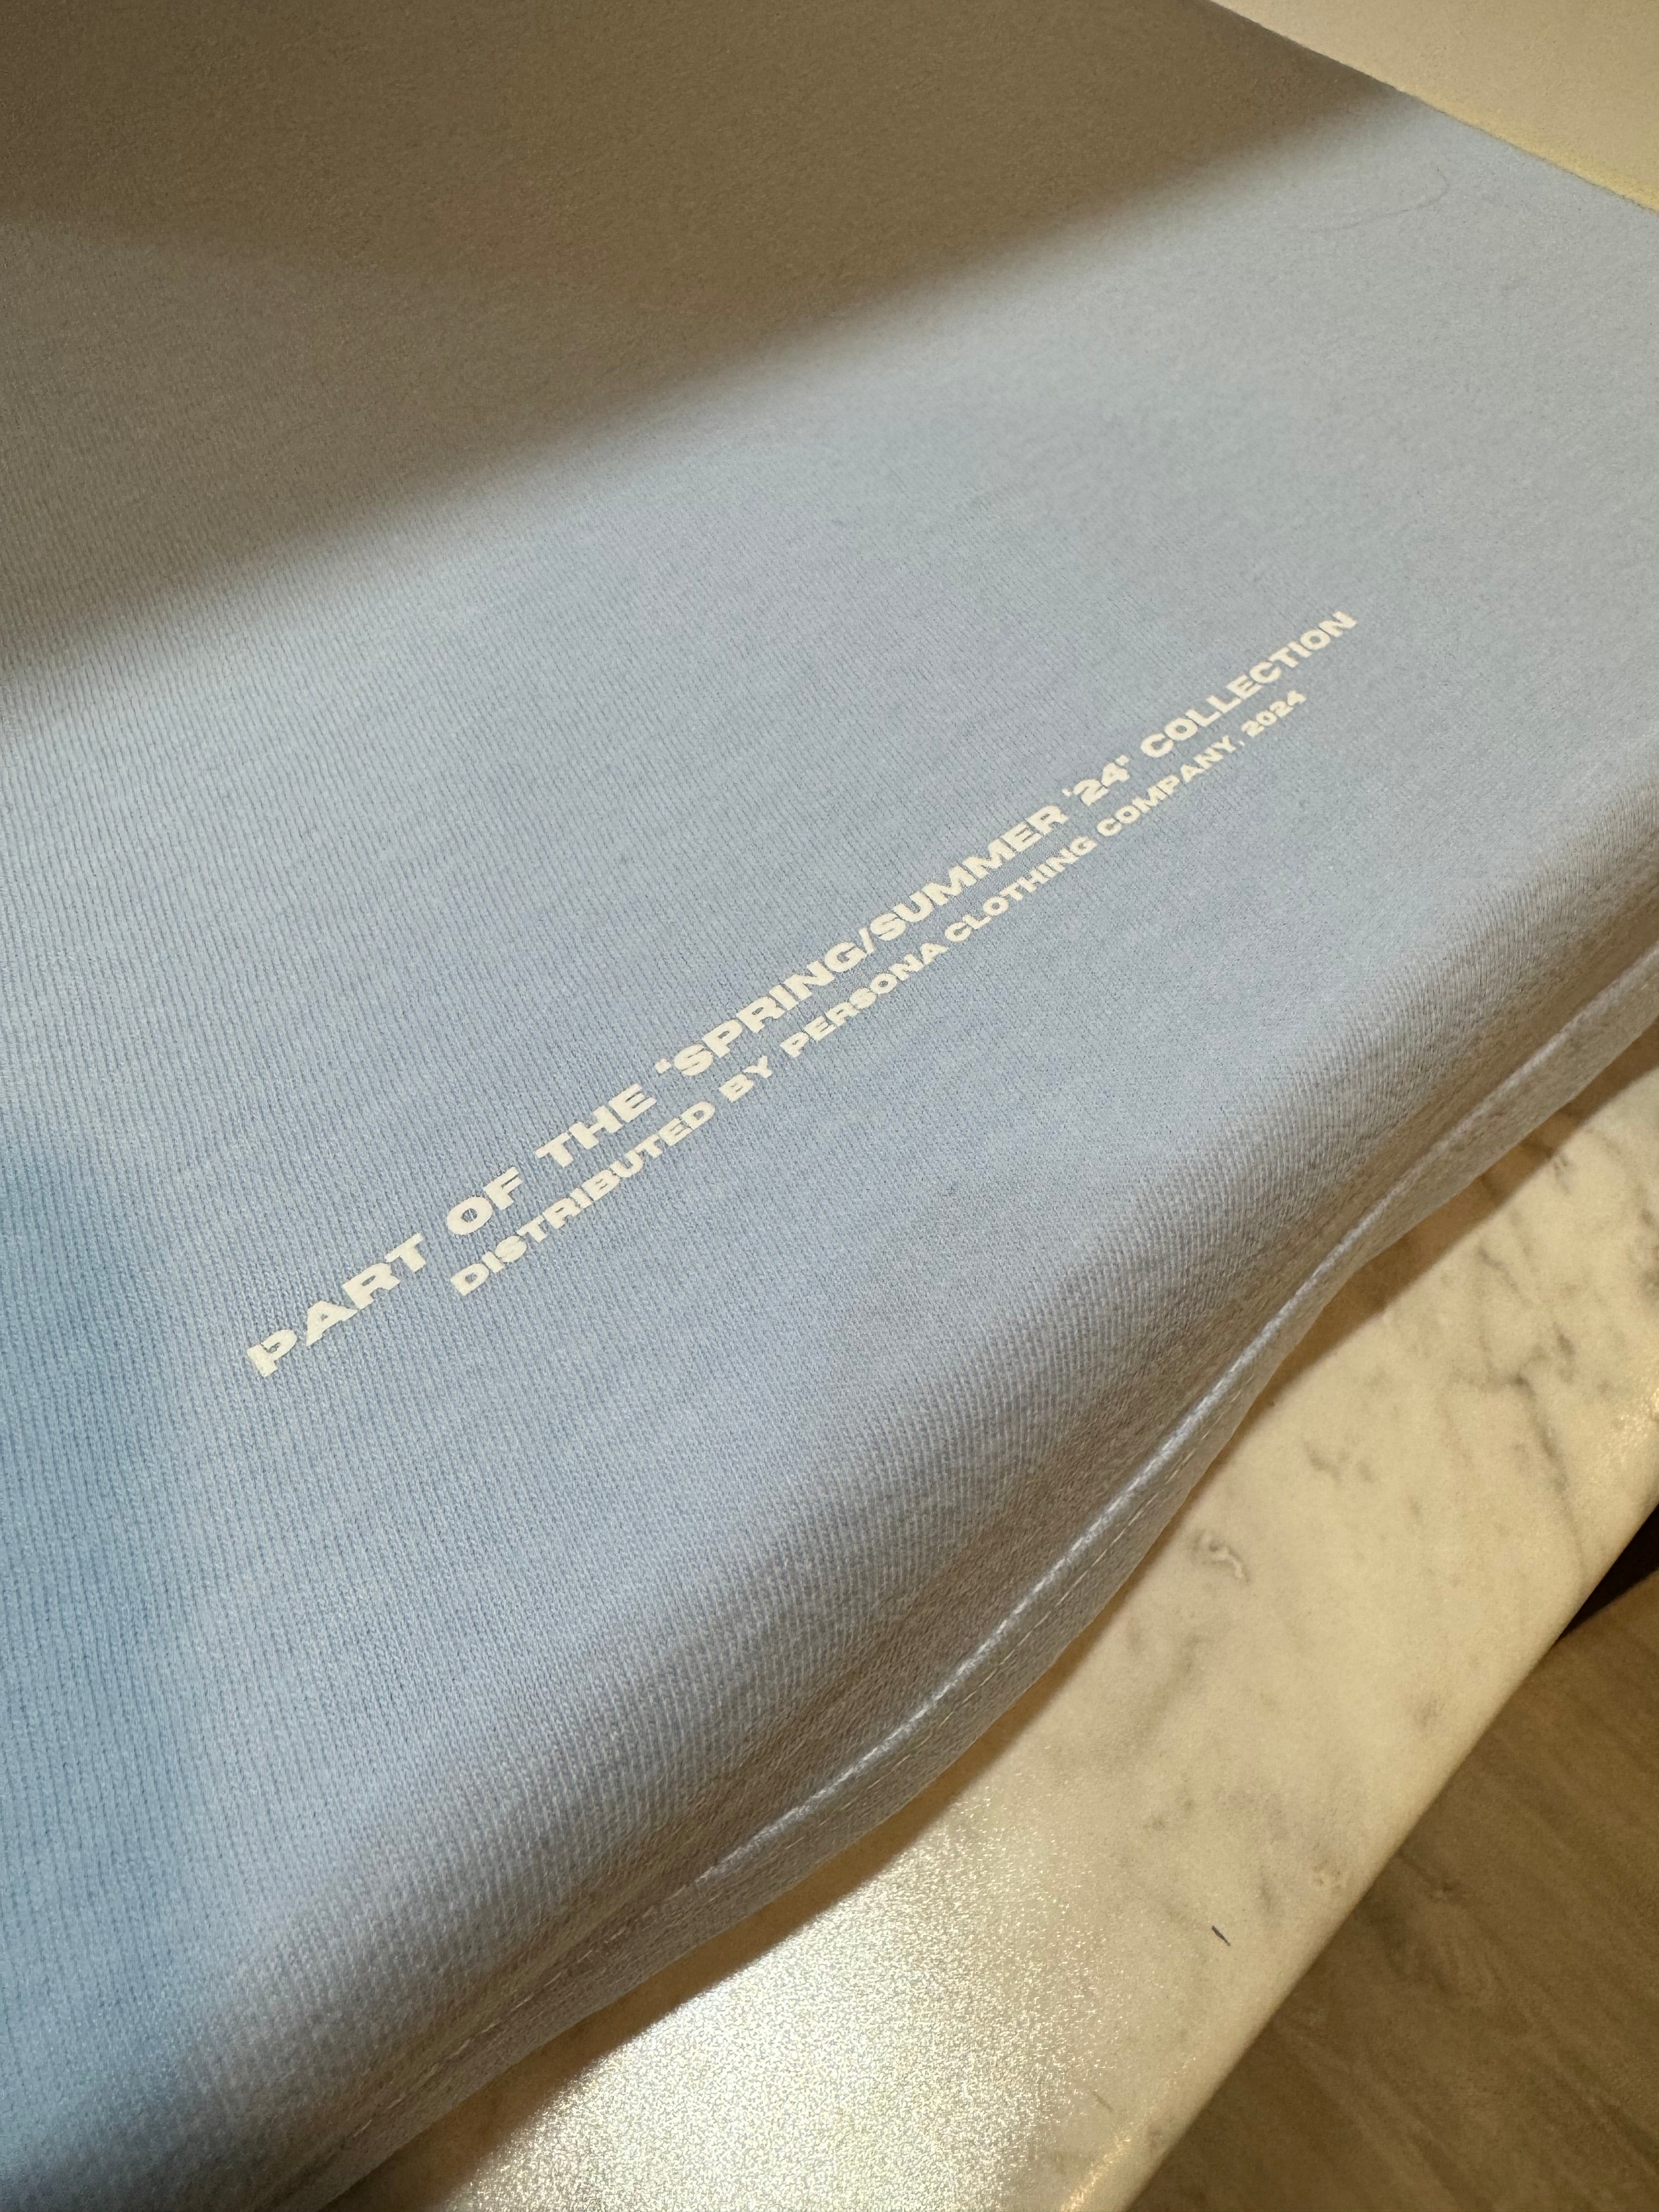 PART OF THE 'SPRING/SUMMER '24' COLLECTION
DISTRIBUTED BY PERSONA CLOTHING COMPANY, 2024